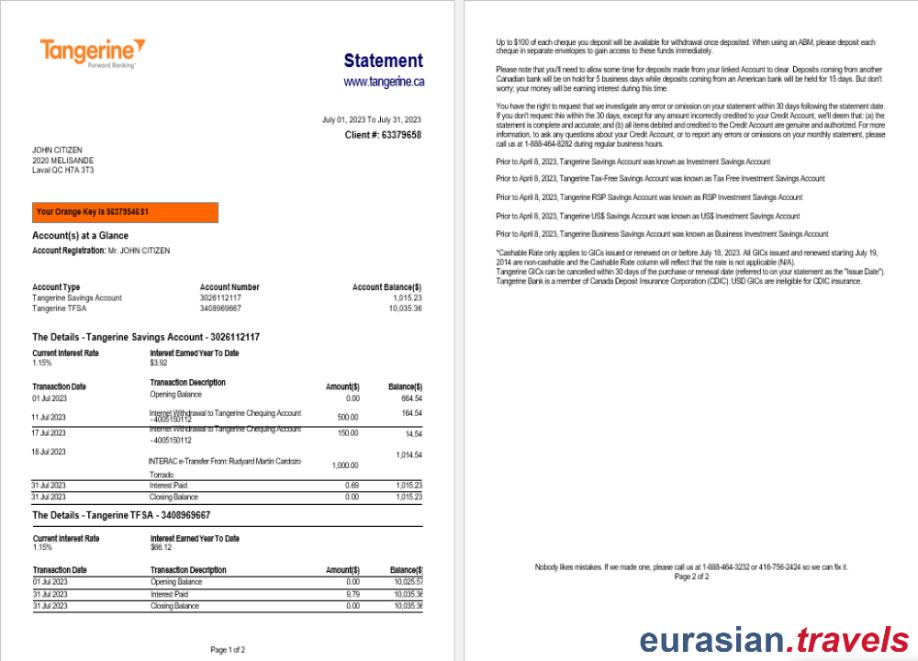 Tangerine
Forward Banking
Statement
www.tangerine.ca
July 01, 2023 To July 31, 2023
Client #: 63379658
JOHN CITIZEN
2020 MELISANDE
Laval QC H7A 3T3
Your Orange Key Is
Account(s) at a Glance
Account Registration: Mr. JOHN CITIZEN
Account Type Account Number Account Balance($)
Tangerine Savings Account 3026112117 1,015.23
Tangerine TFSA 3408969667 10,035.36
The Details - Tangerine Savings Account - 3026112117
Current Interest Rate Interest Earned Year To Date
1.15% $3.92
Transaction Date Transaction Description Amount($) Balance($)
01 Jul 2023 Opening Balance 0.00 664.54
11 Jul 2023 Internet Withdrawal to Tangerine Chequing Account 500.00 164.54
- 4005150112
17 Jul 2023 Internet Withdrawal to Tangerine Chequing Account 150.00 14.54
- 4005150112
18 Jul 2023 1,014.54
INTERAC e-Transfer From: Rudyard Martin Cardozo 1,000.00
Torrado
31 Jul 2023 Interest Paid 0.69 1,015.23
31 Jul 2023 Closing Balance 0.00 1,015.23
The Details - Tangerine TFSA - 3408969667
Current Interest Rate Interest Earned Year To Date
1.15% $66.12
Transaction Date Transaction Description Amount($) Balance($)
01 Jul 2023 Opening Balance 0.00 10,025.57
31 Jul 2023 Interest Paid 9.79 10,035.36
31 Jul 2023 Closing Balance 0.00 10,035.36
Page 1 of 2
Up to $100 of each cheque you deposit will be available for withdrawal once deposited. When using an ABM, please deposit each
cheque in separate envelopes to gain access to these funds immediately.
Please note that you'll need to allow some time for deposits made from your linked Account to clear. Deposits coming from another
Canadian bank will be on hold for 5 business days while deposits coming from an American bank will be held for 15 days. But don't
worry; your money will be earning interest during this time.
You have the right to request that we investigate any error or omission on your statement within 30 days following the statement date.
If you don't request this within the 30 days, except for any amount incorrectly credited to your Credit Account, we'll deem that: (a) the
statement is complete and accurate; and (b) all items debited and credited to the Credit Account are genuine and authorized. For more
information, to ask any questions about your Credit Account, or to report any errors or omissions on your monthly statement, please
call us at 1-888-464-8282 during regular business hours.
Prior to April 8, 2023, Tangerine Savings Account was known as Investment Savings Account
Prior to April 8, 2023, Tangerine Tax-Free Savings Account was known as Tax Free Investment Savings Account
Prior to April 8, 2023, Tangerine RSP Savings Account was known as RSP Investment Savings Account
Prior to April 8, 2023, Tangerine US$ Savings Account was known as US$ Investment Savings Account
Prior to April 8, 2023, Tangerine Business Savings Account was known as Business Investment Savings Account
*Cashable Rate only applies to GICs issued or renewed on or before July 18, 2023. All GICs issued and renewed starting July 19,
2014 are non-cashable and the Cashable Rate column will reflect that the rate is not applicable (N/A).
Tangerine GICs can be cancelled within 30 days of the purchase or renewal date (referred to on your statement as the "Issue Date").
Tangerine Bank is a member of Canada Deposit Insurance Corporation (CDIC). USD GICs are ineligible for CDIC insurance.
Nobody likes mistakes. If we made one, please call us at 1-888-464-3232 or 416-756-2424 so we can fix it.
Page 2 of 2
eurasian.travels